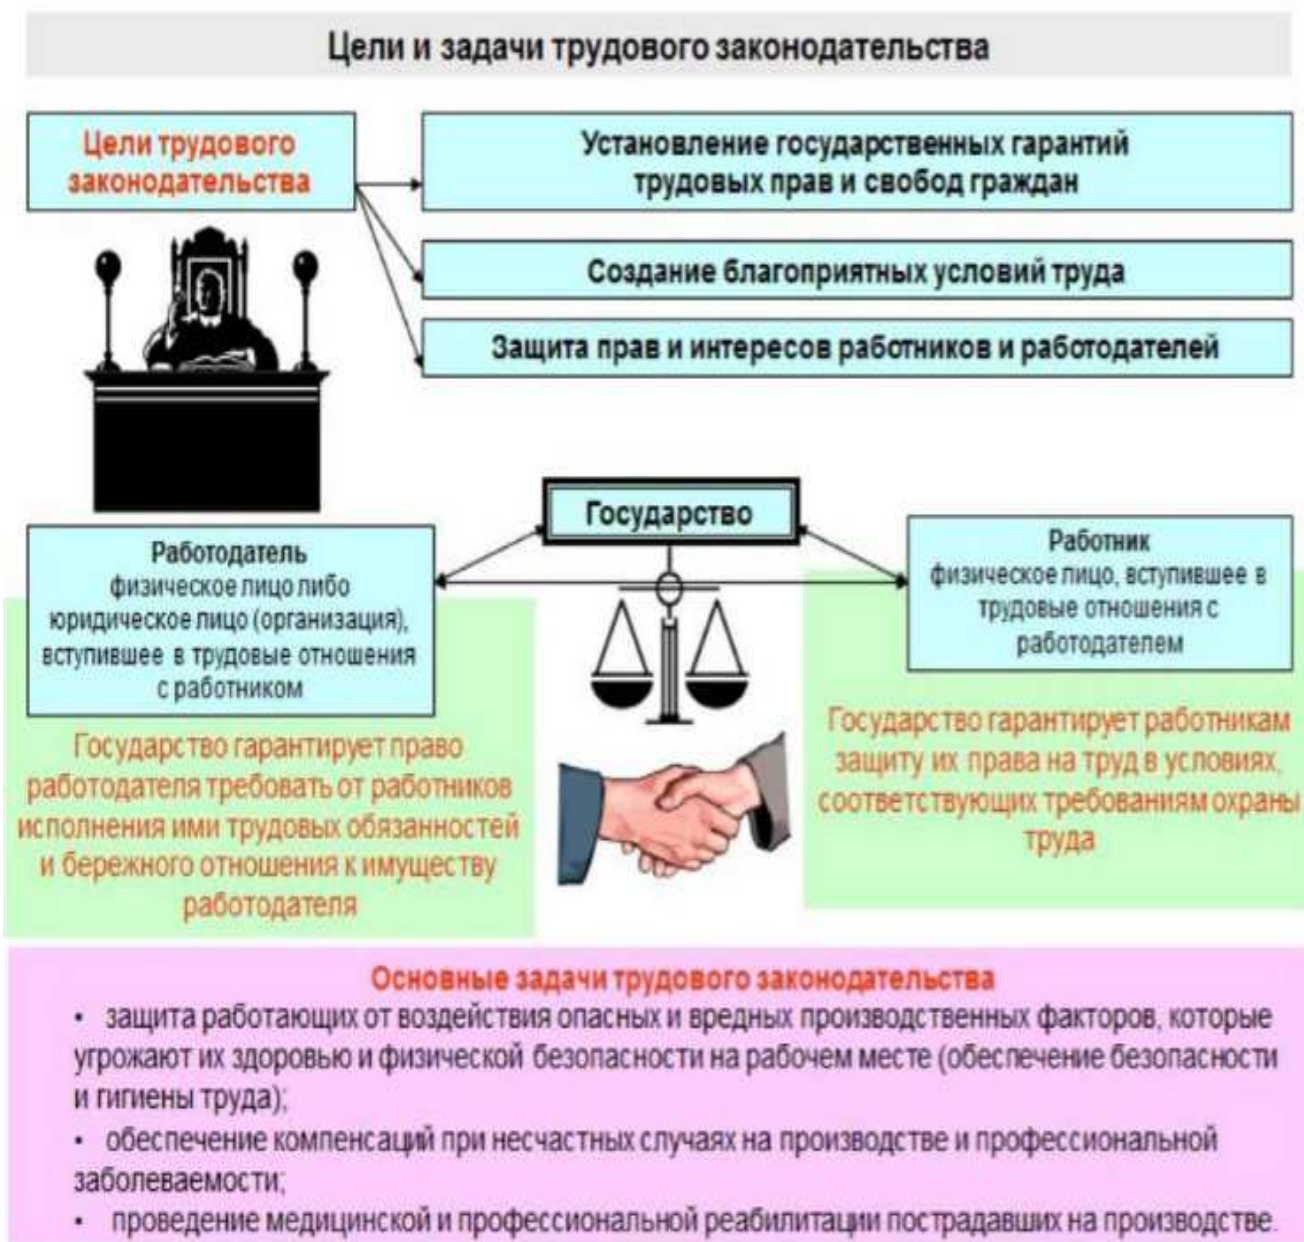 Цели и задачи трудового законодательства
Цели трудового
законодательства
Установление государственных гарантий
трудовых прав и свобод граждан
Создание благоприятных условий труда
Защита прав и интересов работников и работодателей
Государство
Работодатель
физическое лицо либо
юридическое лицо (организация),
вступившее в трудовые отношения
с работником
Работник
физическое лицо, вступившее в
трудовые отношения с
работодателем
Государство гарантирует право
работодателя требовать от работников
исполнения ими трудовых обязанностей
и бережного отношения к имуществу
работодателя
Государство гарантирует работникам
защиту их права на труд в условиях,
соответствующих требованиям охраны
труда
Основные задачи трудового законодательства
• защита работающих от воздействия опасных и вредных производственных факторов, которые
угрожают их здоровью и физической безопасности на рабочем месте (обеспечение безопасности
и гигиены труда);
• обеспечение компенсаций при несчастных случаях на производстве и профессиональной
заболеваемости;
• проведение медицинской и профессиональной реабилитации пострадавших на производстве.